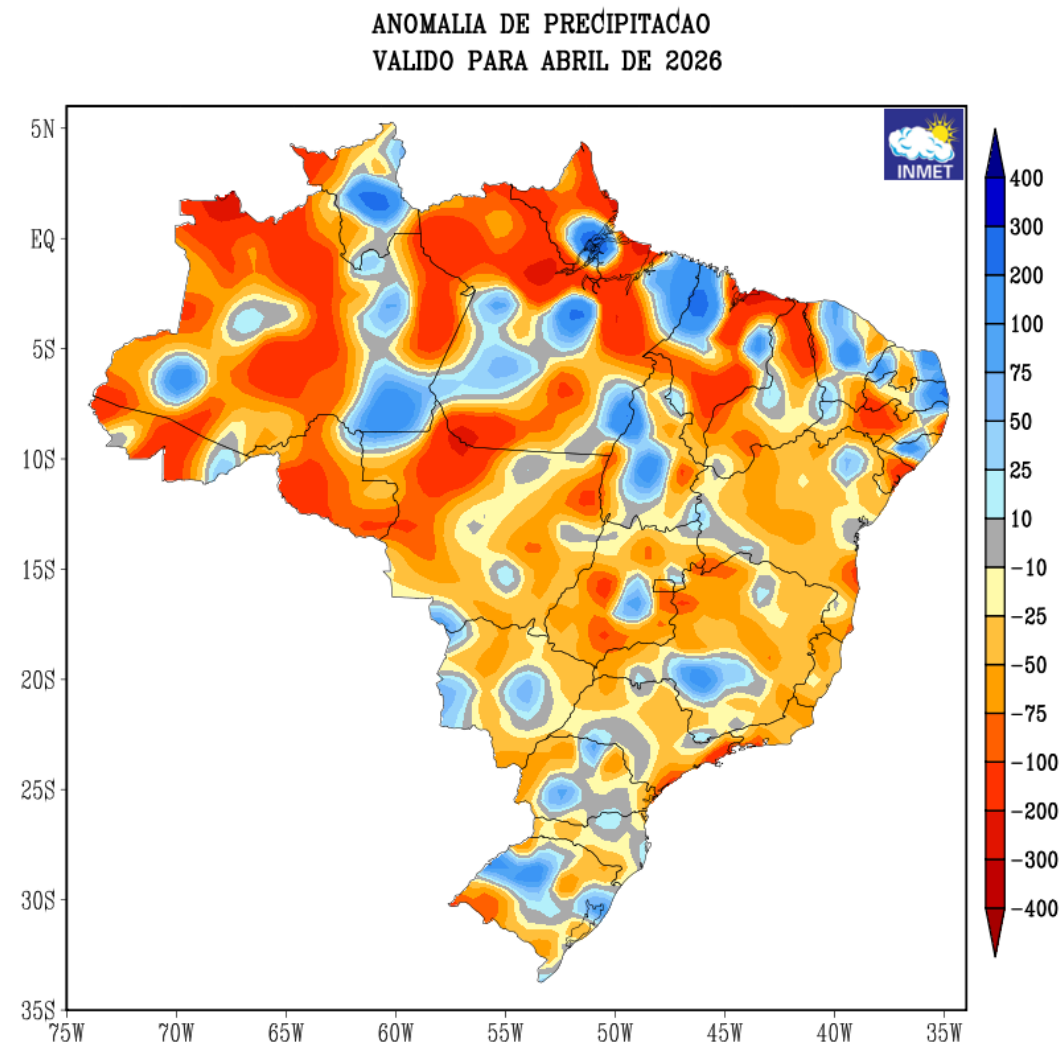 ANOMALIA DE PRECIPITACAO
VALIDO PARA ABRIL DE 2026
INMET
5N
EQ
5S
10S
15S
20S
25S
30S
35S
75W 70W 65W 60W 55W 50W 45W 40W 35W
400
300
200
100
75
50
25
10
-10
-25
-50
-75
-100
-200
-300
-400